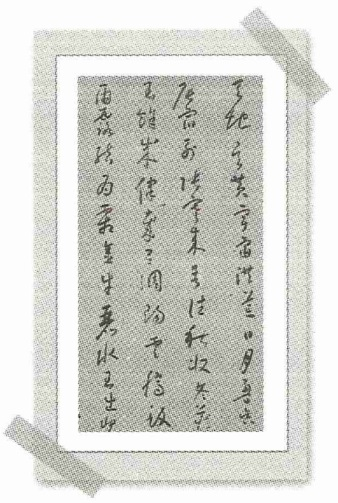 天地玄黃宇宙洪荒日月盈昃
辰宿列張寒來暑往秋收冬藏
閏餘成歲律呂調陽雲騰致
雨露結為霜金生麗水玉出崑